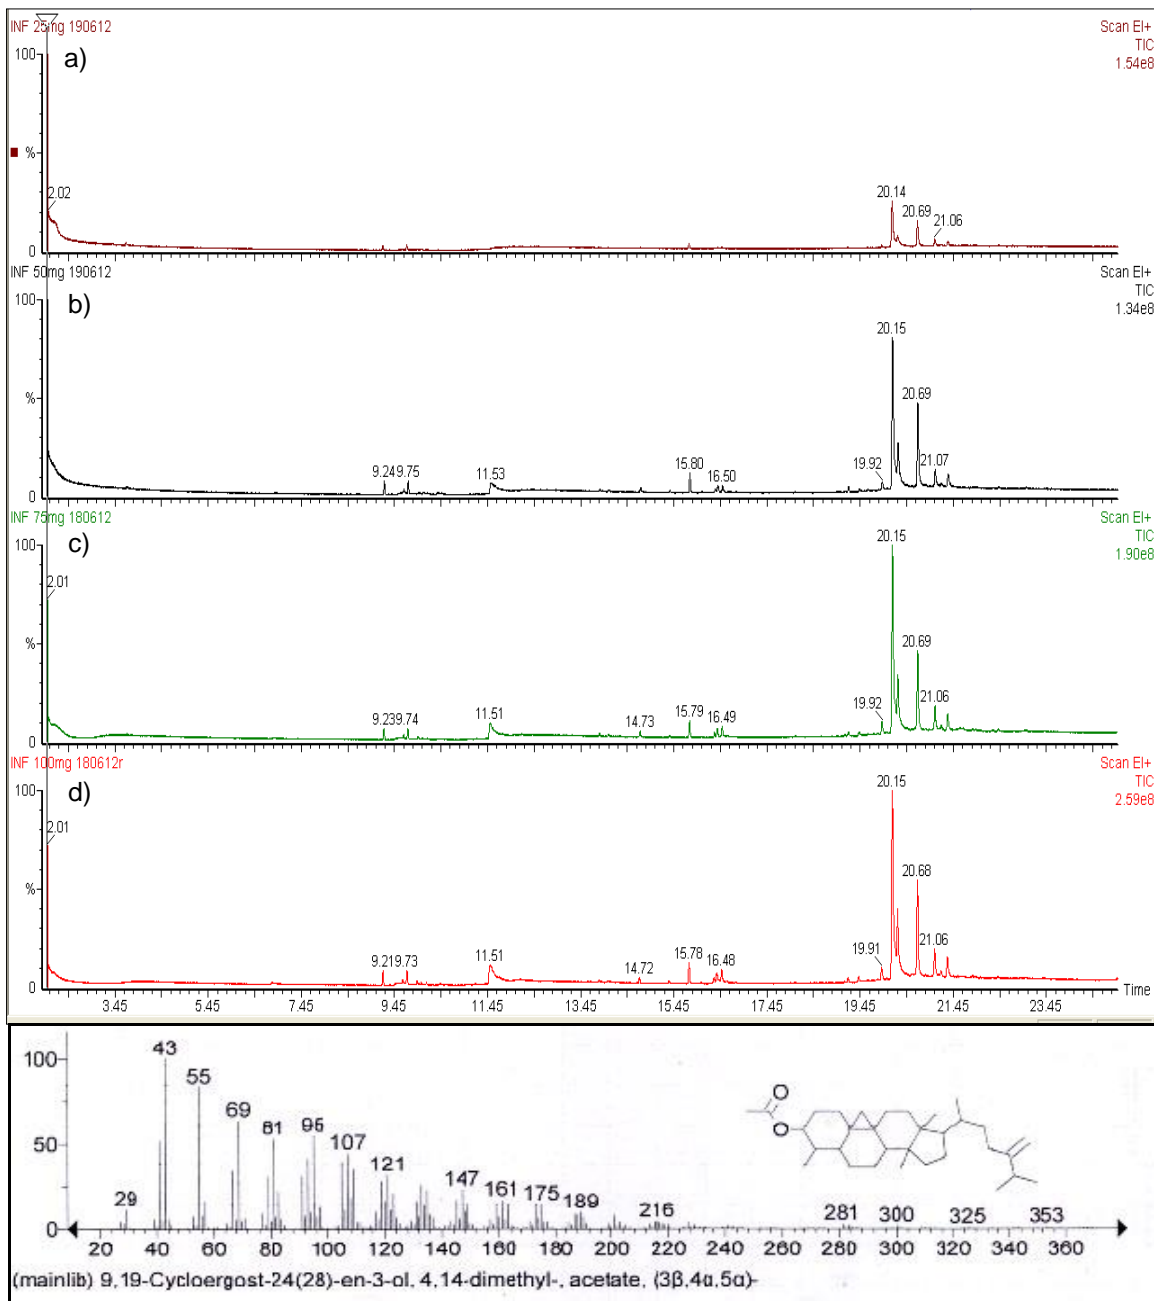 INF 25mg 190612
Scan EI+
TIC
1.54e8
a)
100
%
0
2.02
20.14
20.69
21.06
INF 50mg 190612
Scan EI+
TIC
1.34e8
b)
100
%
0
9.24
9.75
11.53
15.80
16.50
19.92
20.15
20.69
21.07
INF 75mg 180612
Scan EI+
TIC
1.90e8
c)
100
%
0
2.01
9.23
9.74
11.51
14.73
15.79
16.49
19.92
20.15
20.69
21.06
INF 100mg 180612r
Scan EI+
TIC
2.59e8
d)
100
%
0
2.01
9.21
9.73
11.51
14.72
15.78
16.48
19.91
20.15
20.68
21.06
Time
3.45 5.45 7.45 9.45 11.45 13.45 15.45 17.45 19.45 21.45 23.45
100
50
0
29 43 55 69 81 95 107 121 147 161 175 189 216 281 300 325 353
O
O
20 40 60 80 100 120 140 160 180 200 220 240 260 280 300 320 340 360
(mainlib) 9,19-Cycloergost-24(28)-en-3-ol, 4,14-dimethyl-, acetate, (3β,4α,5α)-